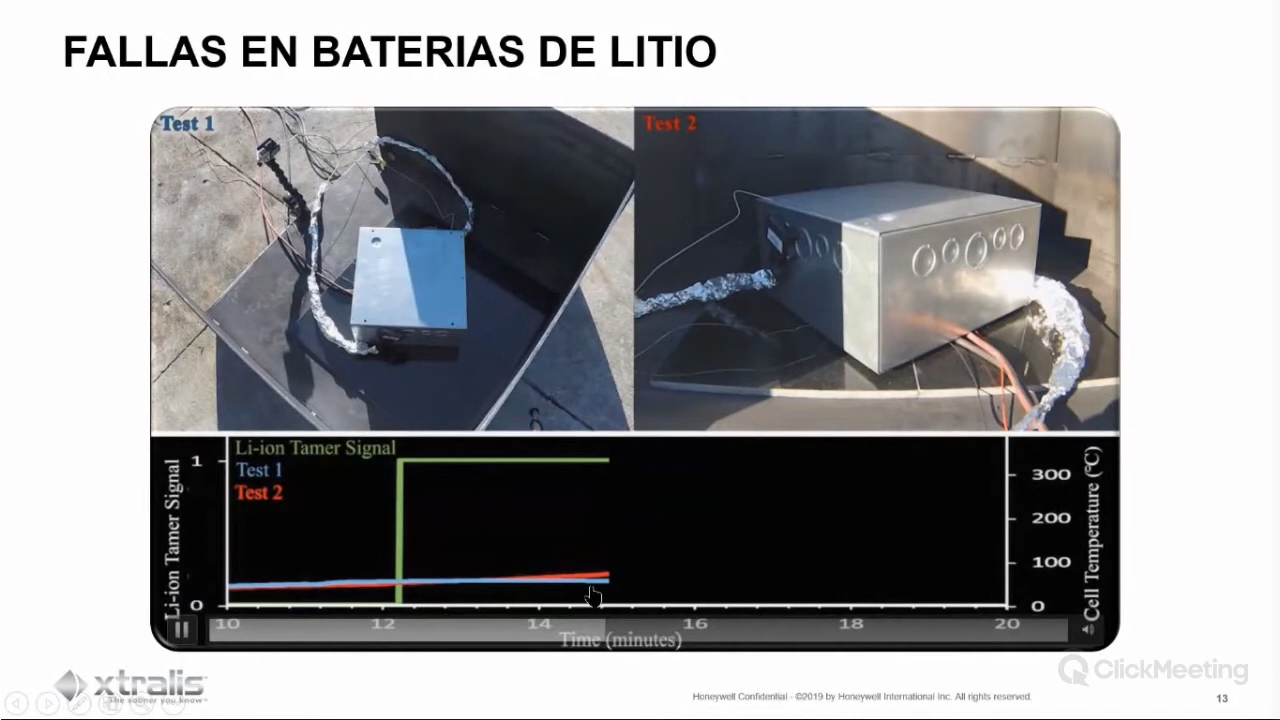 FALLAS EN BATERIAS DE LITIO
Test 1
Test 2
Li-ion Tamer Signal
Test 1
Test 2
Li-ion Tamer Signal
1
0
300
200
100
0
Cell Temperature (°C)
10 12 14 16 18 20
Time (minutes)
xtralis
The sooner you know
ClickMeeting
Honeywell Confidential - ©2019 by Honeywell International Inc. All rights reserved.
13